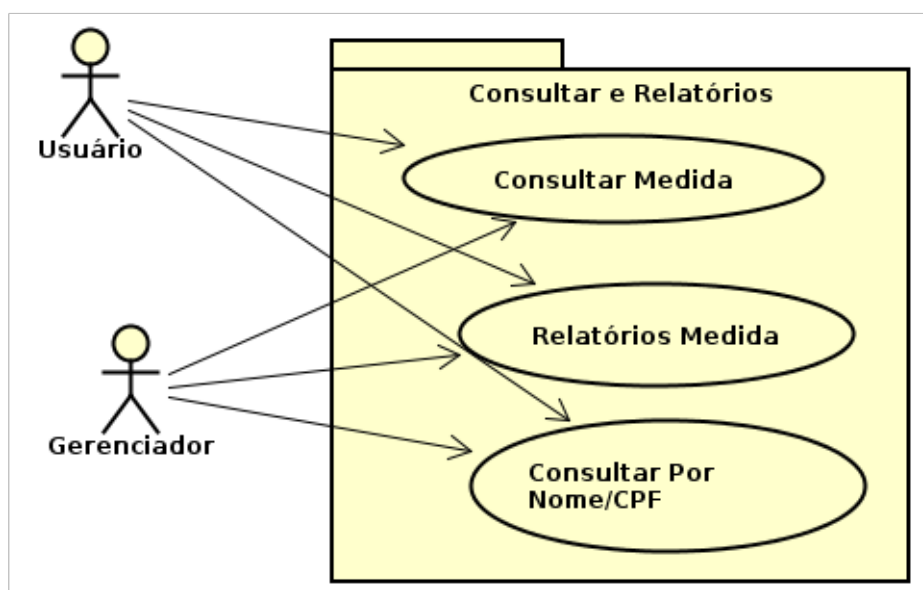 Consultar e Relatórios
Usuário
Consultar Medida
Relatórios Medida
Gerenciador
Consultar Por
Nome/CPF